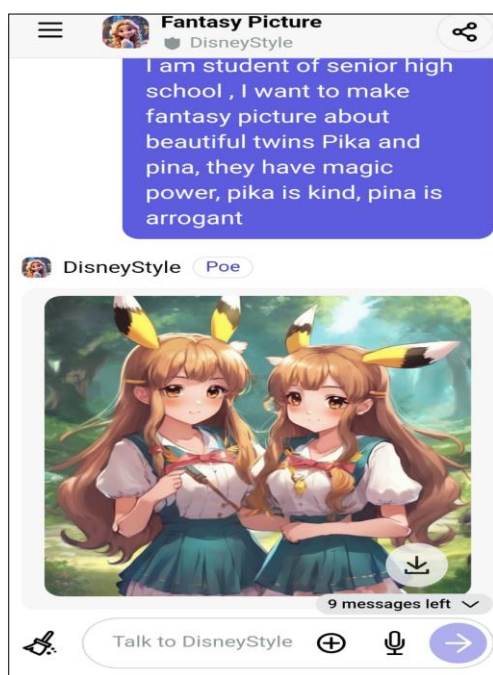 Fantasy Picture
DisneyStyle
I am student of senior high
school , I want to make
fantasy picture about
beautiful twins Pika and
pina, they have magic
power, pika is kind, pina is
arrogant
DisneyStyle Poe
9 messages left
Talk to DisneyStyle